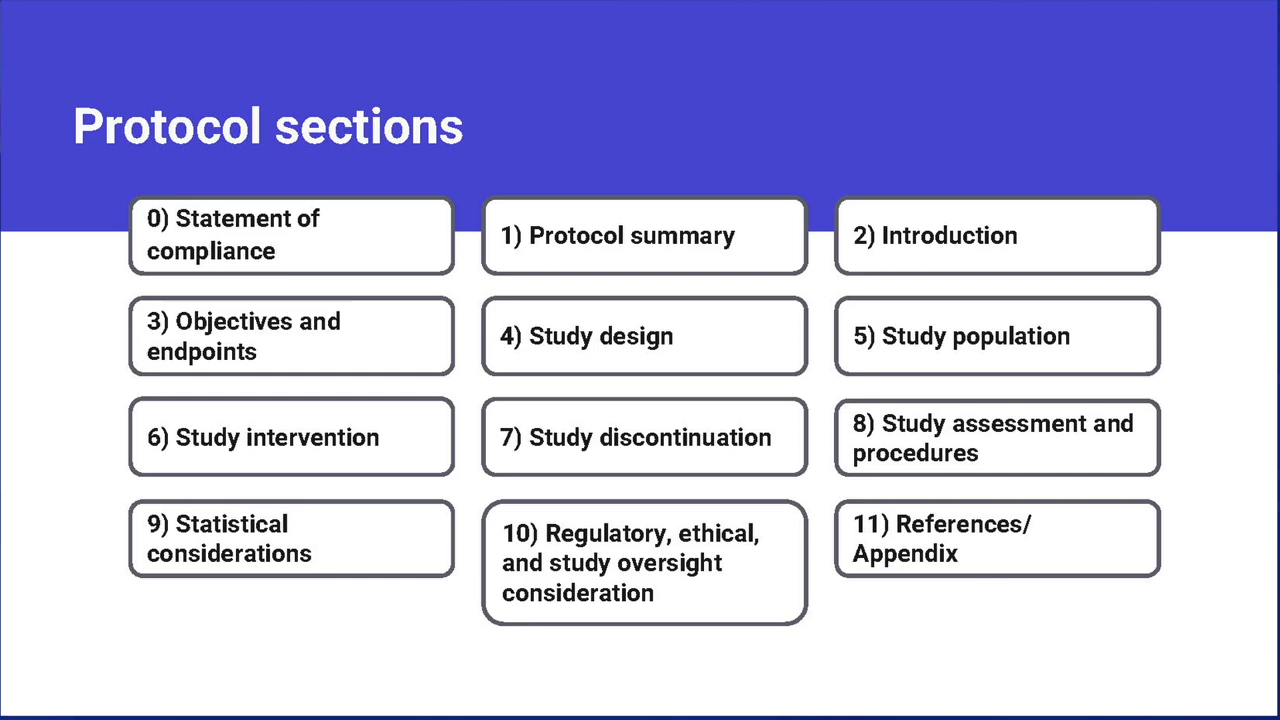 Protocol sections
0) Statement of
compliance
1) Protocol summary
2) Introduction
3) Objectives and
endpoints
4) Study design
5) Study population
6) Study intervention
7) Study discontinuation
8) Study assessment and
procedures
9) Statistical
considerations
10) Regulatory, ethical,
and study oversight
consideration
11) References/
Appendix